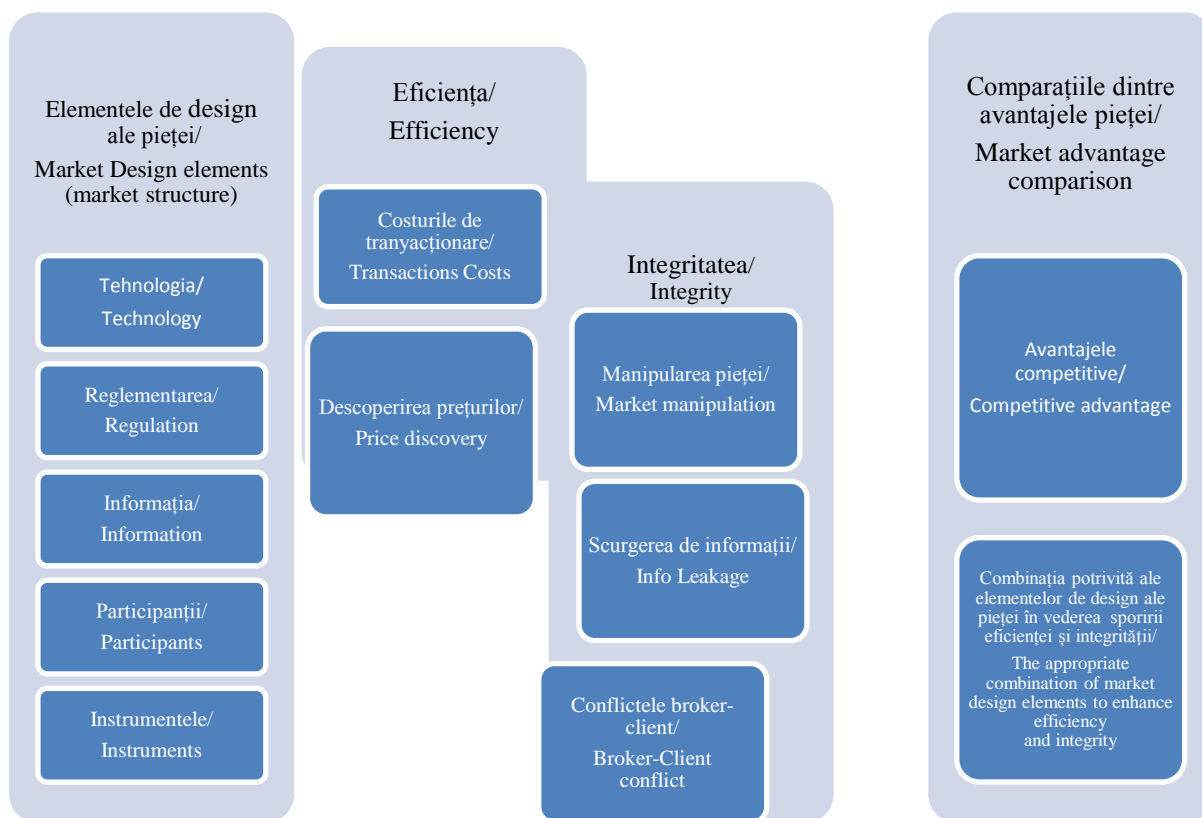 Elementele de design
ale pieței/
Market Design elements
(market structure)
Tehnologia/
Technology
Reglementarea/
Regulation
Informația/
Information
Participanții/
Participants
Instrumentele/
Instruments
Eficiența/
Efficiency
Costurile de
tranyacționare/
Transactions Costs
Descoperirea prețurilor/
Price discovery
Integritatea/
Integrity
Manipularea pieței/
Market manipulation
Scurgerea de informații/
Info Leakage
Conflictele broker-
client/
Broker-Client
conflict
Comparațiile dintre
avantajele pieței/
Market advantage
comparison
Avantajele
competitive/
Competitive advantage
Combinația potrivită ale
elementelor de design ale
pieței în vederea sporirii
eficienței și integrității/
The appropriate
combination of market
design elements to enhance
efficiency
and integrity